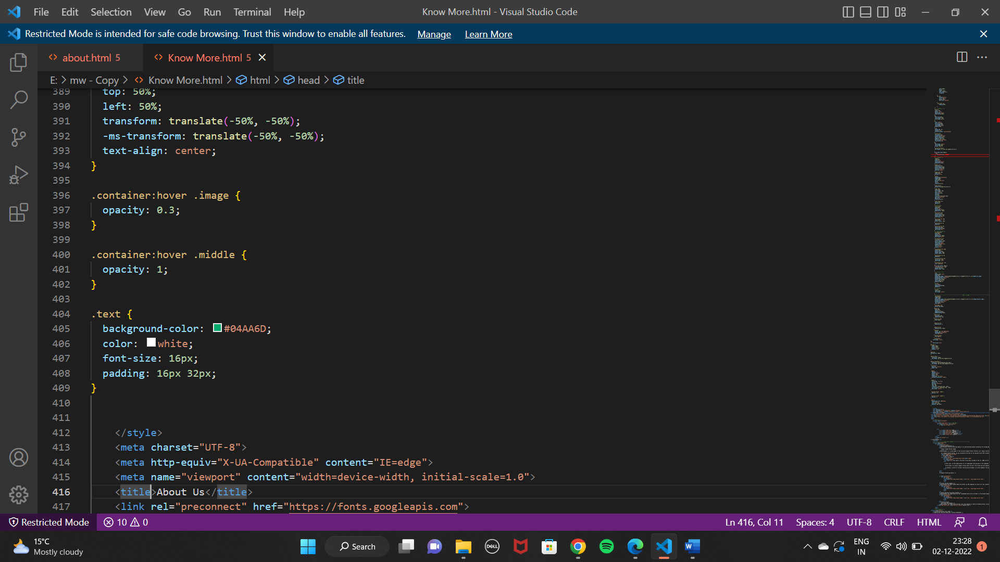 File Edit Selection View Go Run Terminal Help
Know More.html - Visual Studio Code
Restricted Mode is intended for safe code browsing. Trust this window to enable all features. Manage Learn More
about.html 5
Know More.html 5
E: > mw - Copy > Know More.html > html > head > title
389 top: 50%;
390 left: 50%;
391 transform: translate(-50%, -50%);
392 -ms-transform: translate(-50%, -50%);
393 text-align: center;
394 }
395
396 .container:hover .image {
397 opacity: 0.3;
398 }
399
400 .container:hover .middle {
401 opacity: 1;
402 }
403
404 .text {
405 background-color: #04AA6D;
406 color: white;
407 font-size: 16px;
408 padding: 16px 32px;
409 }
410
411
412 </style>
413 <meta charset="UTF-8">
414 <meta http-equiv="X-UA-Compatible" content="IE=edge">
415 <meta name="viewport" content="width=device-width, initial-scale=1.0">
416 <title>About Us</title>
417 <link rel="preconnect" href="https://fonts.googleapis.com">
Restricted Mode 10 0
Ln 416, Col 11 Spaces: 4 UTF-8 CRLF HTML
15°C
Mostly cloudy
Search
DELL
W
ENG
IN
23:28
02-12-2022
1